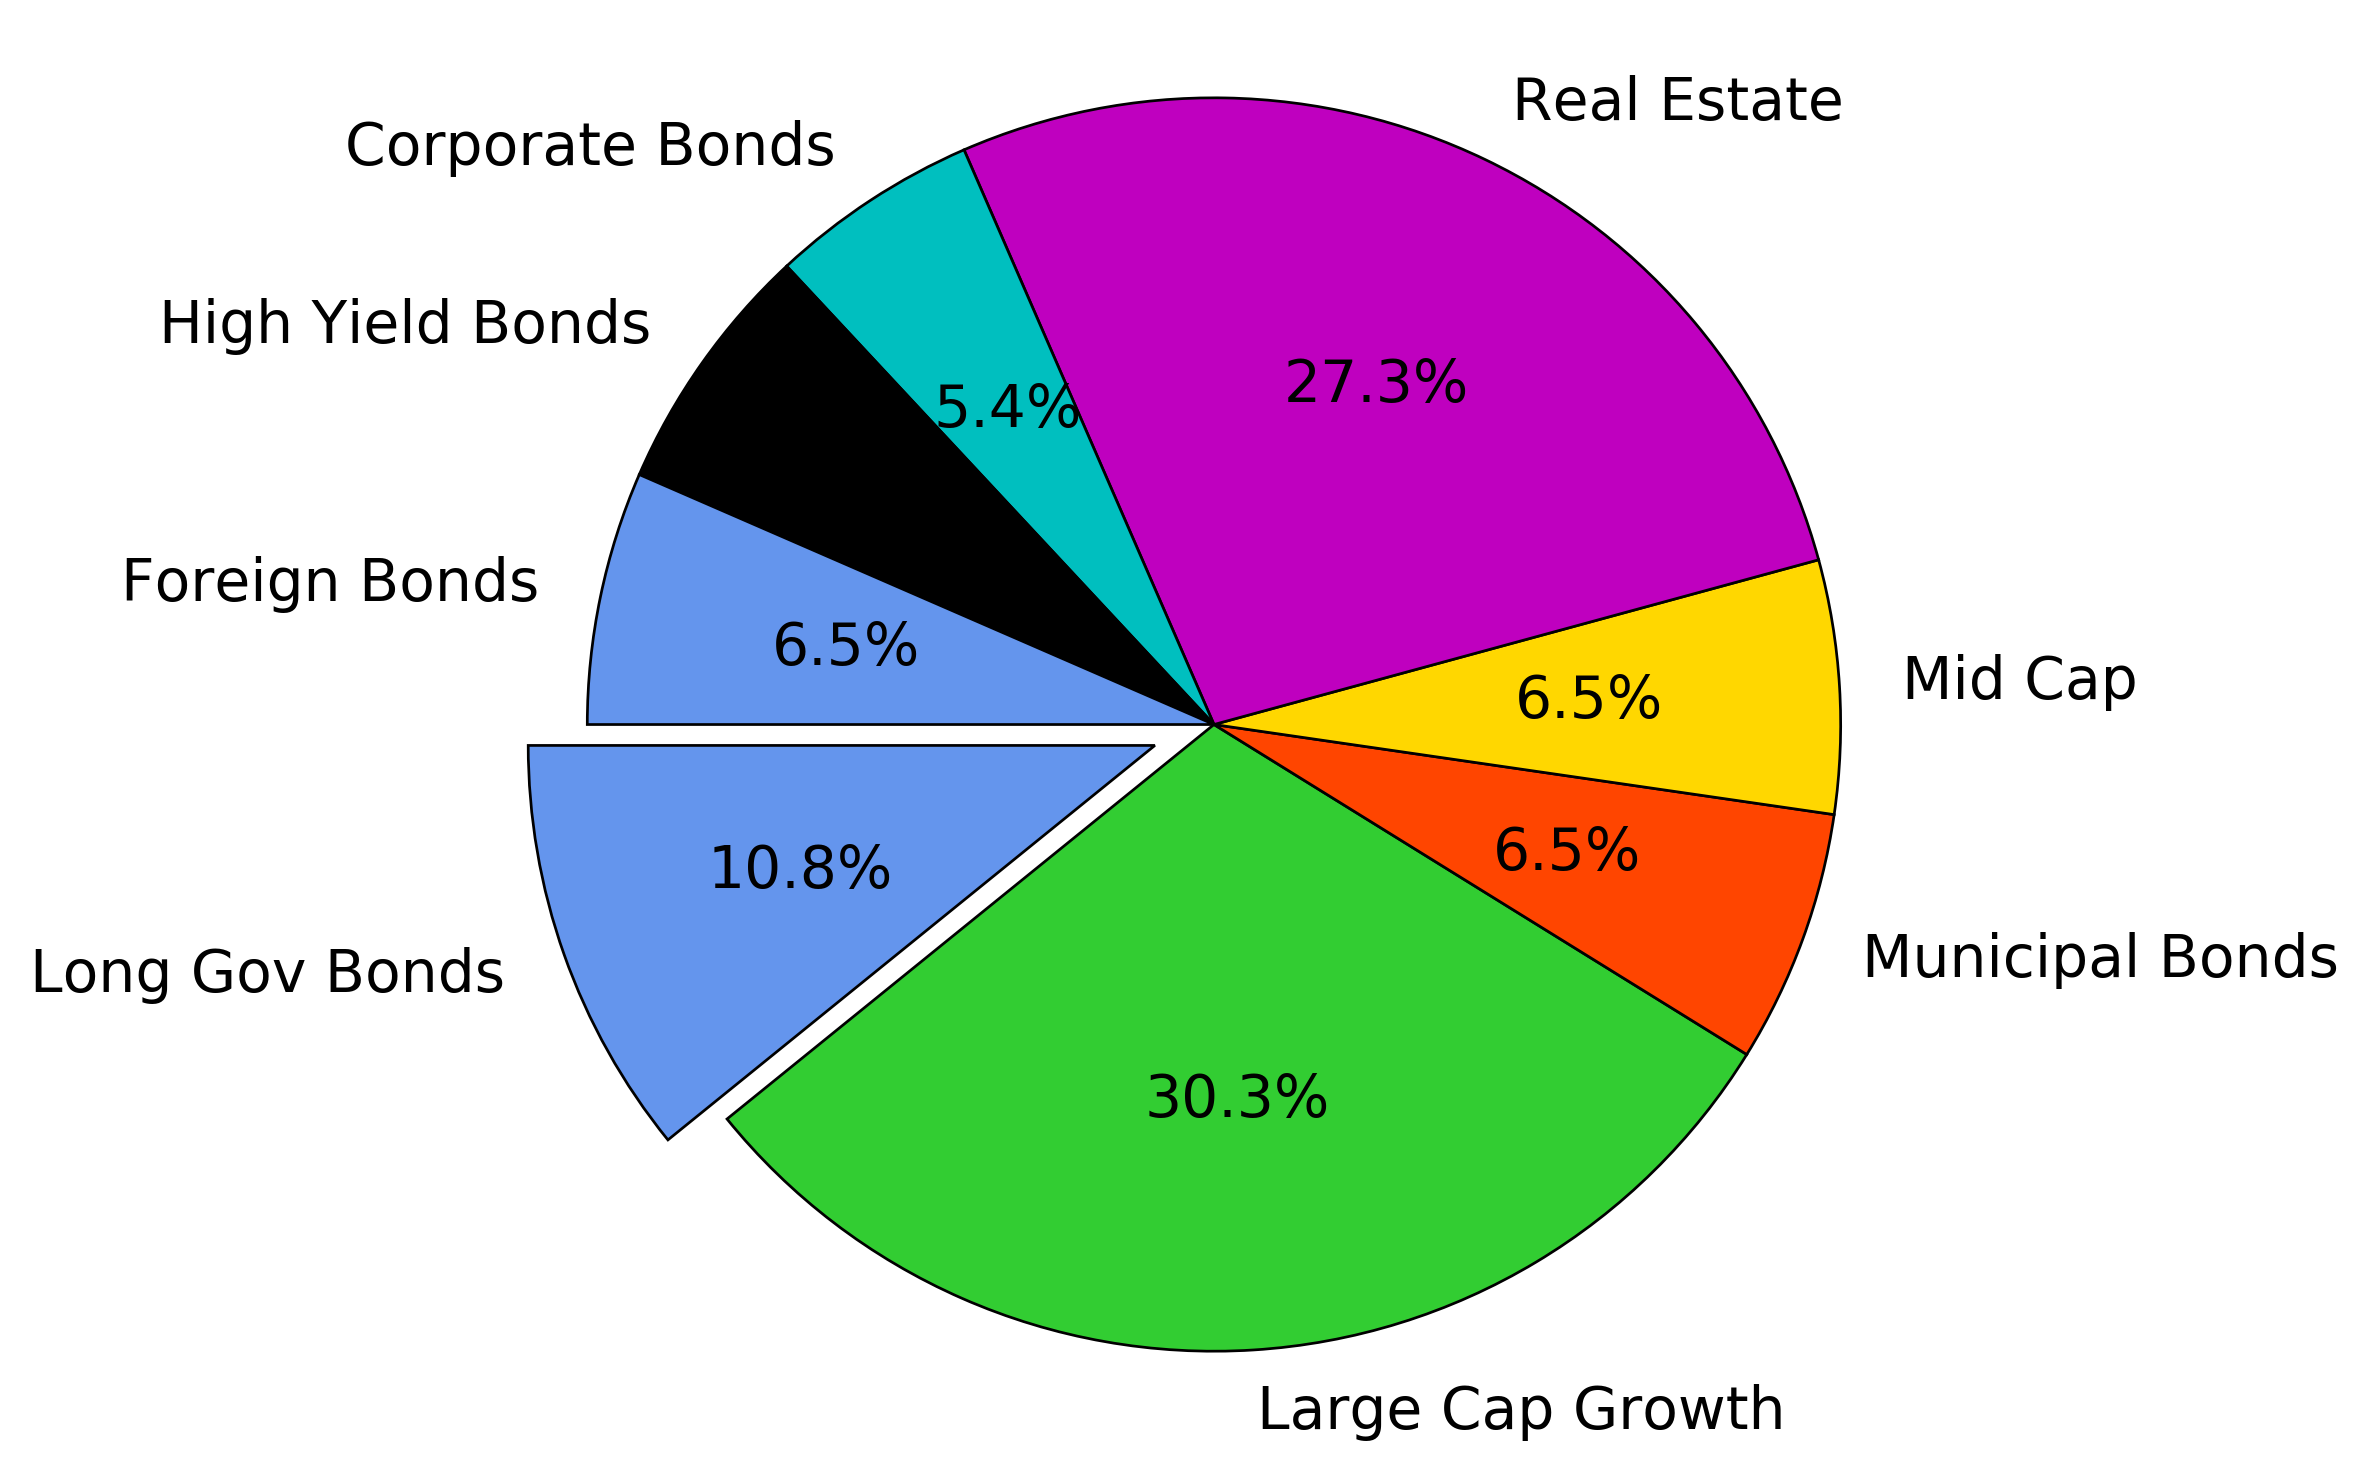 Real Estate
Corporate Bonds
High Yield Bonds
27.3%
5.4%
Foreign Bonds
6.5%
Mid Cap
6.5%
6.5%
10.8%
Municipal Bonds
Long Gov Bonds
30.3%
Large Cap Growth